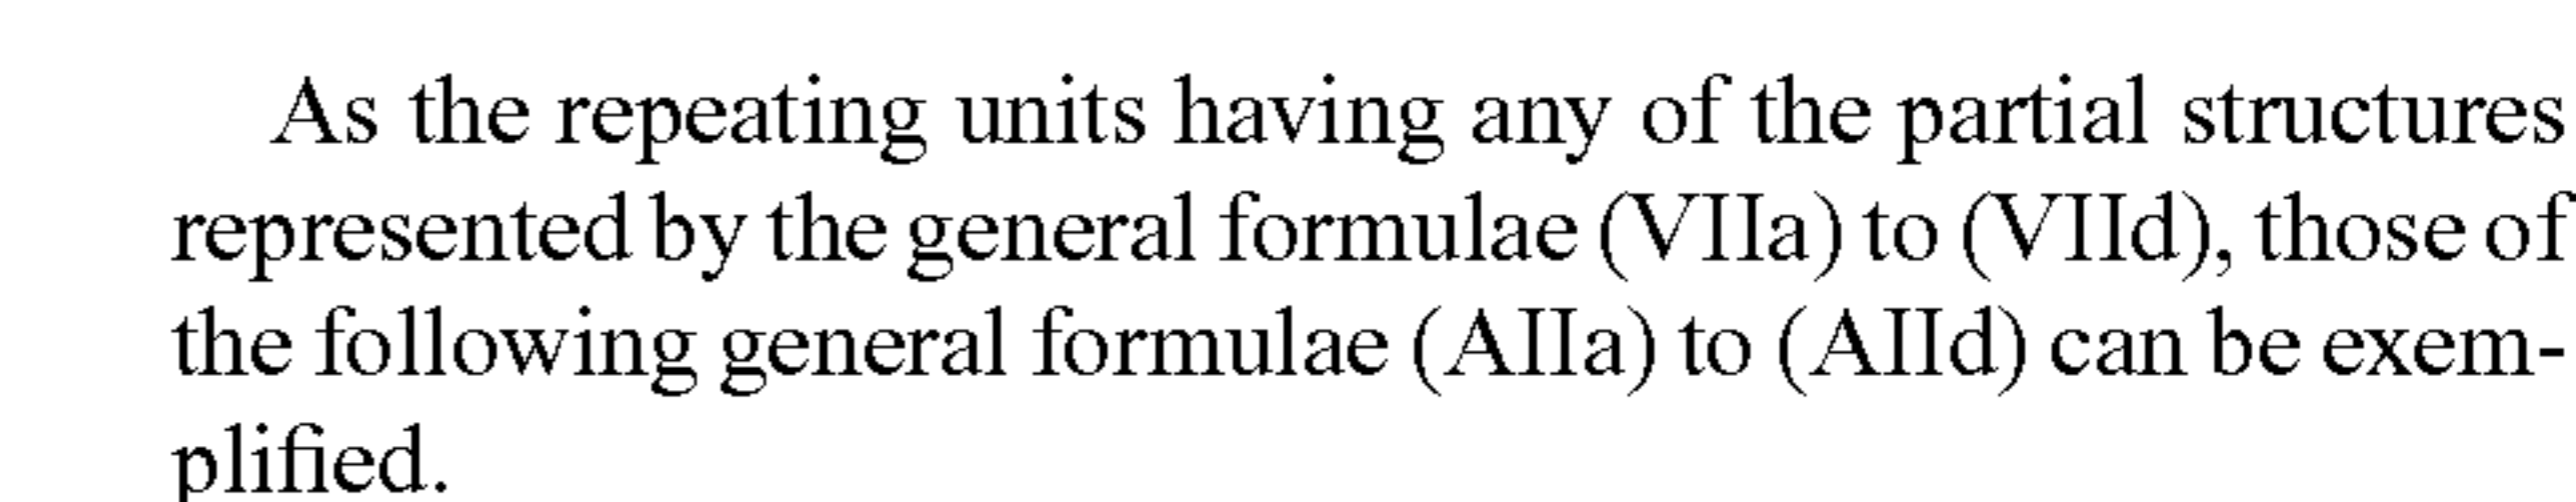 As the repeating units having any of the partial structures
represented by the general formulae (VIIa) to (VIId), those of
the following general formulae (AIIa) to (AIId) can be exem-
plified.